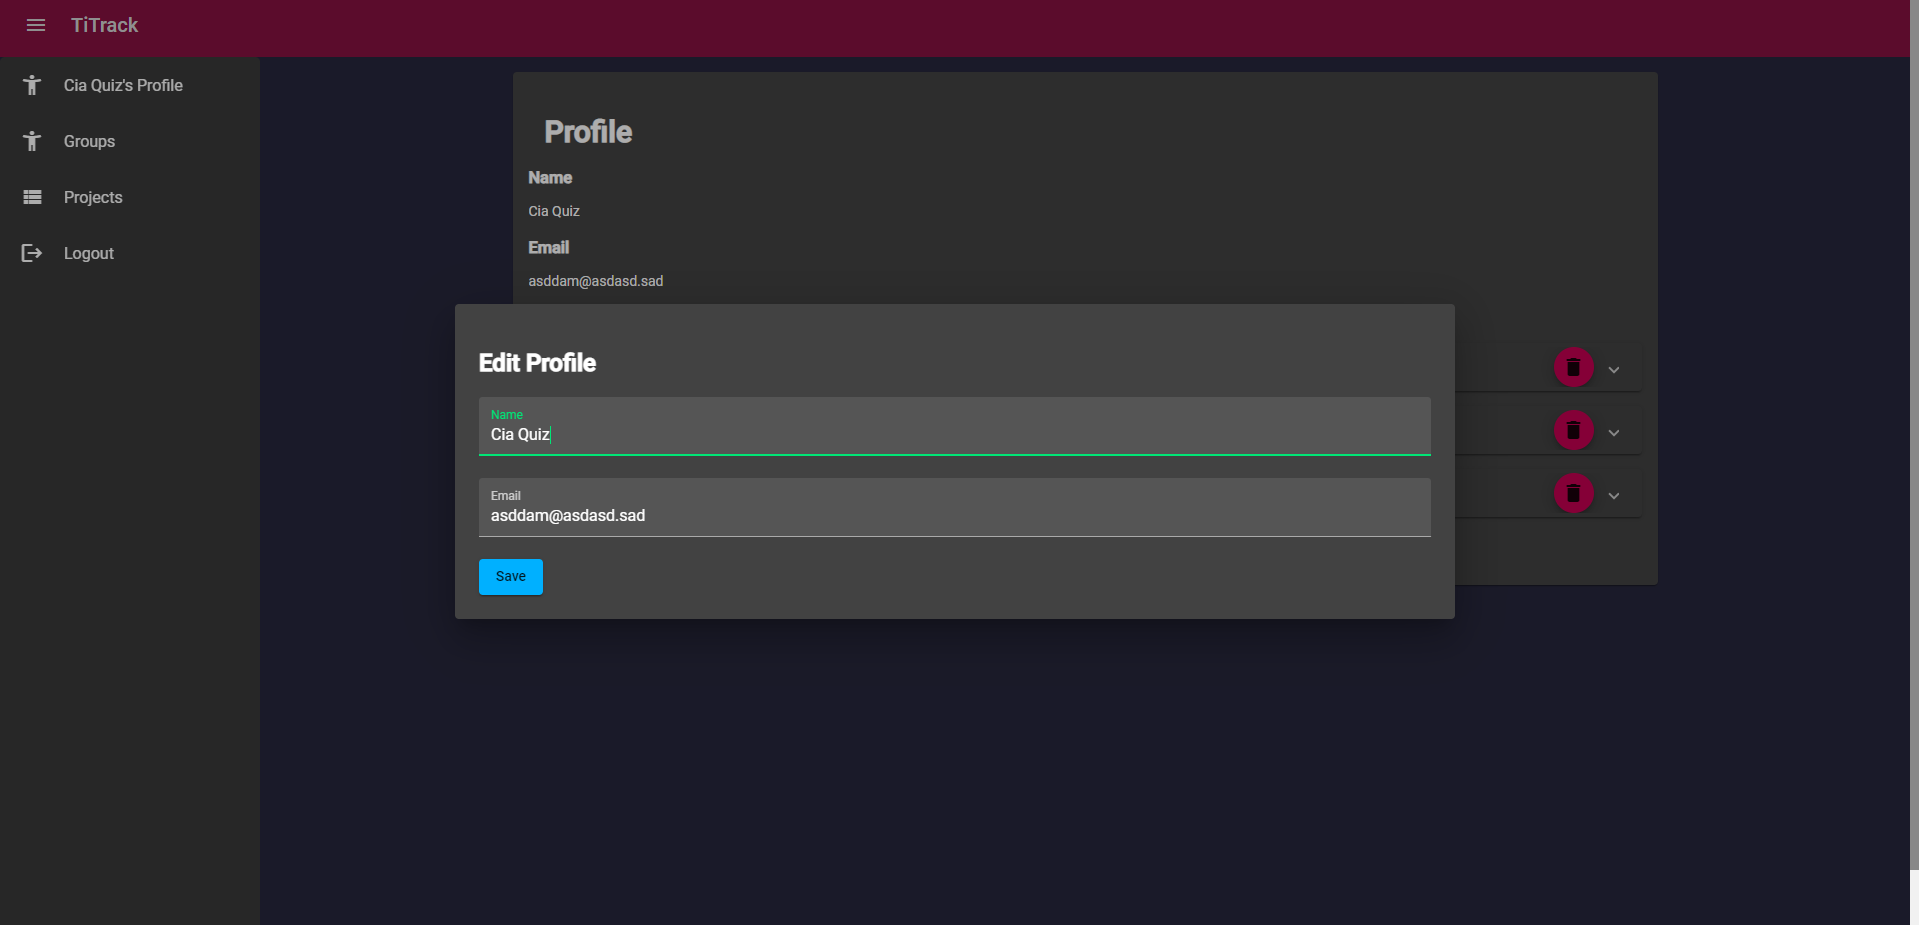 TiTrack
Cia Quiz's Profile
Groups
Projects
Logout
Profile
Name
Cia Quiz
Email
asddam@asdasd.sad
Edit Profile
Name
Cia Quiz
Email
asddam@asdasd.sad
Save